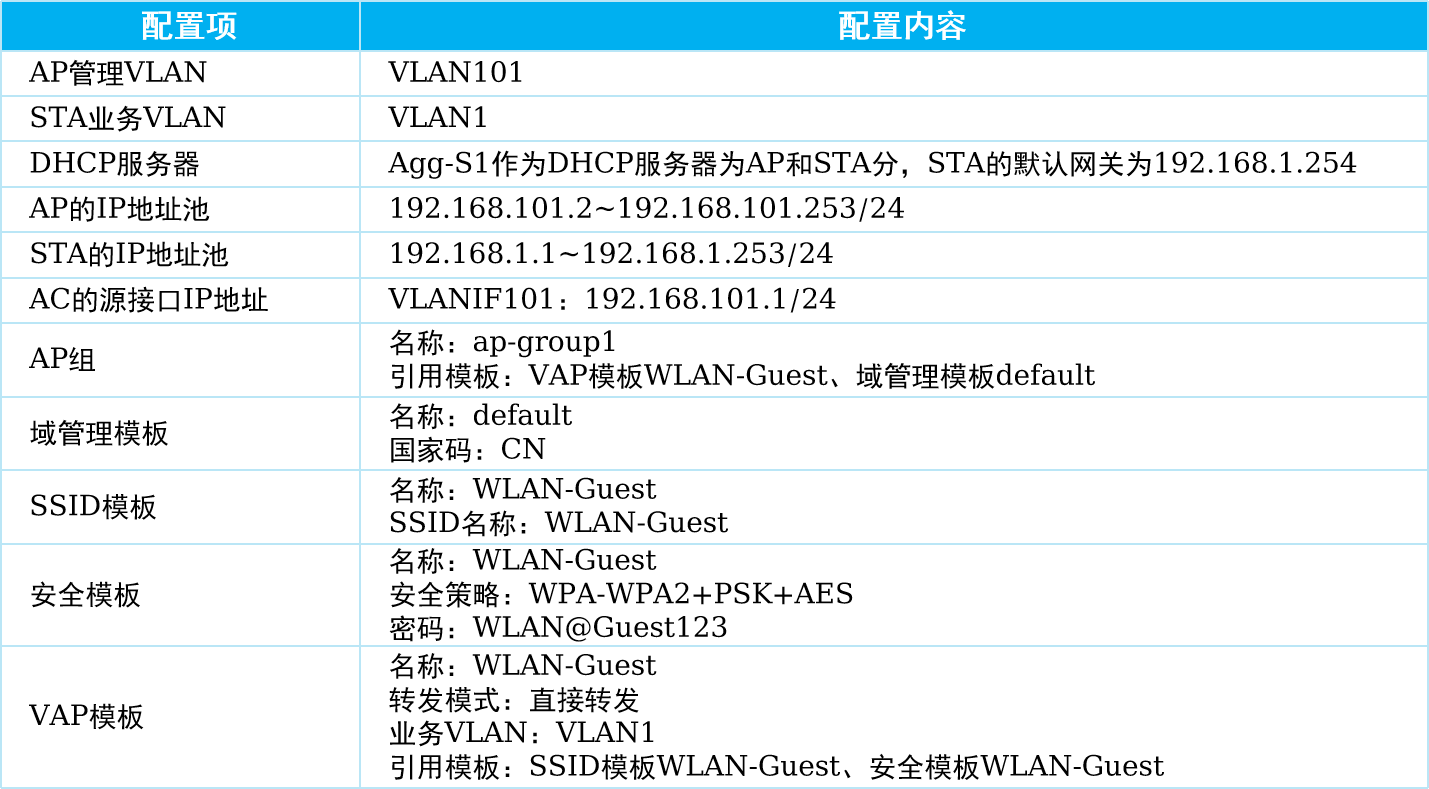 配置项 配置内容
AP管理VLAN VLAN101
STA业务VLAN VLAN1
DHCP服务器 Agg-S1作为DHCP服务器为AP和STA分，STA的默认网关为192.168.1.254
AP的IP地址池 192.168.101.2~192.168.101.253/24
STA的IP地址池 192.168.1.1~192.168.1.253/24
AC的源接口IP地址 VLANIF101：192.168.101.1/24
AP组
名称：ap-group1
引用模板：VAP模板WLAN-Guest、域管理模板default
域管理模板
名称：default
国家码：CN
SSID模板
名称：WLAN-Guest
SSID名称：WLAN-Guest
安全模板
名称：WLAN-Guest
安全策略：WPA-WPA2+PSK+AES
密码：WLAN@Guest123
VAP模板
名称：WLAN-Guest
转发模式：直接转发
业务VLAN：VLAN1
引用模板：SSID模板WLAN-Guest、安全模板WLAN-Guest